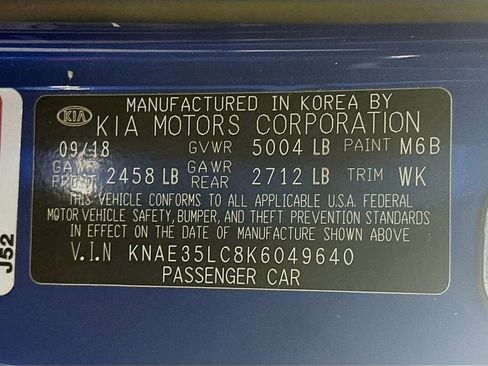 MANUFACTURED IN KOREA BY
KIA KIA MOTORS CORPORATION
09/18 GVWR 5004 LB PAINT M6B
GAWR FRONT 2458 LB GAWR REAR 2712 LB TRIM WK
THIS VEHICLE CONFORMS TO ALL APPLICABLE U.S.A. FEDERAL
MOTOR VEHICLE SAFETY, BUMPER, AND THEFT PREVENTION STANDARDS
IN EFFECT ON THE DATE OF MANUFACTURE SHOWN ABOVE
V.I.N KNAE35LC8K6049640
PASSENGER CAR
J52